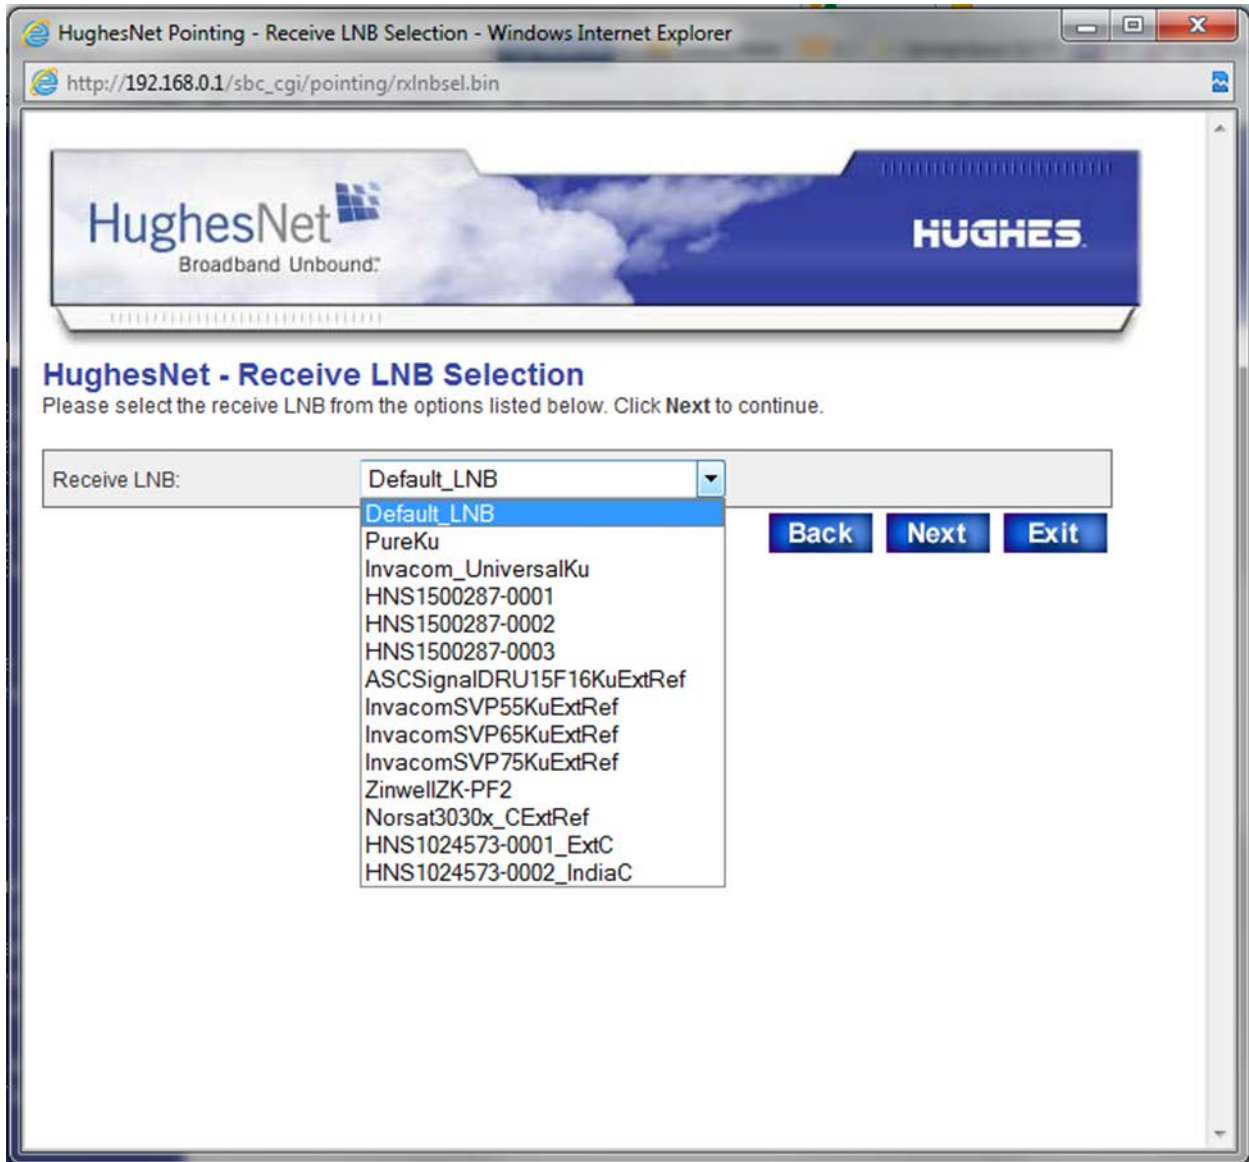 HughesNet Pointing - Receive LNB Selection - Windows Internet Explorer
http://192.168.0.1/sbc_cgi/pointing/rxlnbsel.bin
HughesNet
Broadband Unbound.™
HUGHES.
HughesNet - Receive LNB Selection
Please select the receive LNB from the options listed below. Click Next to continue.
Receive LNB:
Default_LNB
Default_LNB
PureKu
Invacom_UniversalKu
HNS1500287-0001
HNS1500287-0002
HNS1500287-0003
ASCSignalDRU15F16KuExtRef
InvacomSVP55KuExtRef
InvacomSVP65KuExtRef
InvacomSVP75KuExtRef
ZinwellZK-PF2
Norsat3030x_CExtRef
HNS1024573-0001_ExtC
HNS1024573-0002_IndiaC
Back Next Exit